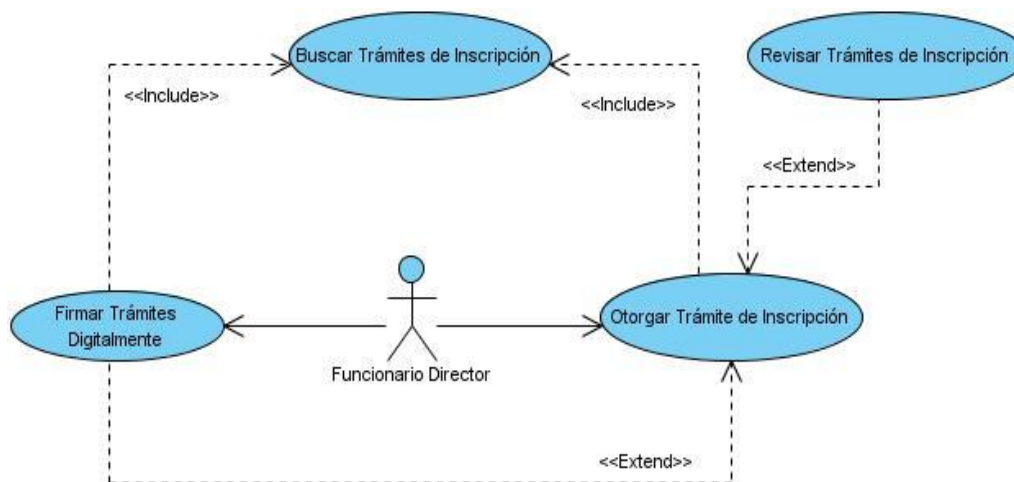 Buscar Trámites de Inscripción
Revisar Trámites de Inscripción
<<Include>>
<<Include>>
<<Extend>>
Firmar Trámites
Digitalmente
Otorgar Trámite de Inscripción
Funcionario Director
<<Extend>>